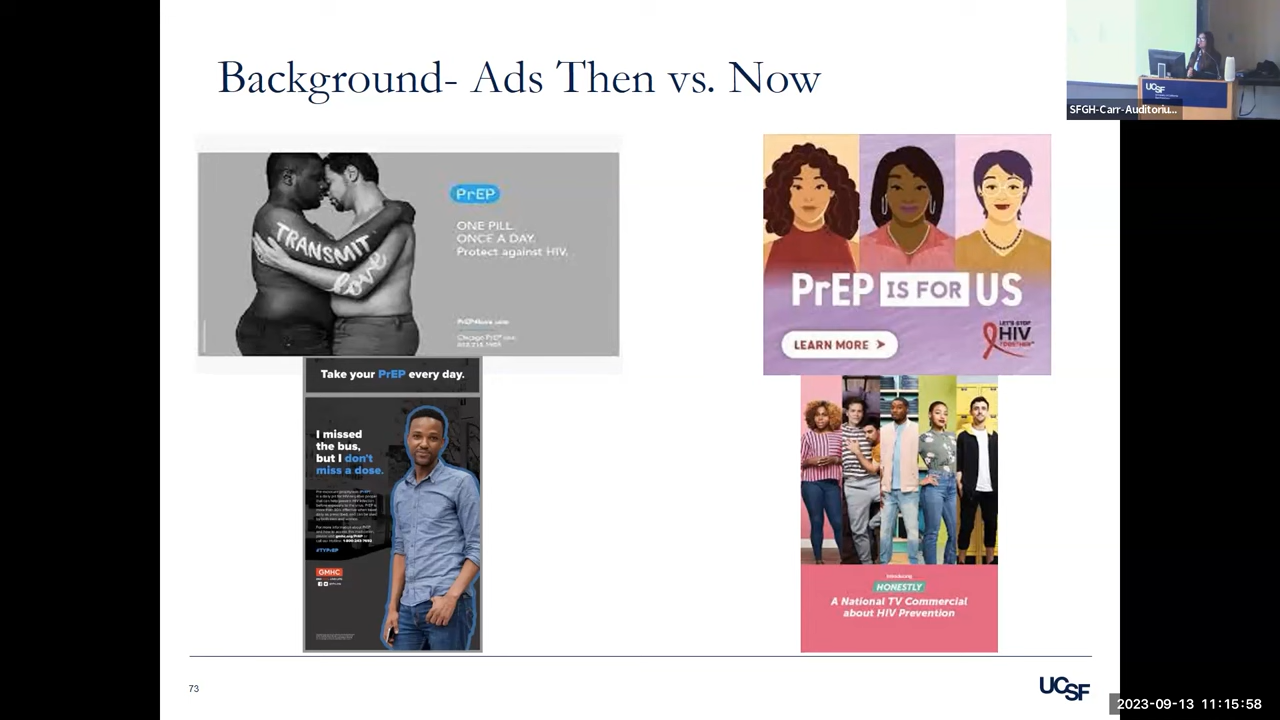 Background- Ads Then vs. Now
SFGH-Carr-Auditoriu...
TRANSMIT
love
PrEP
ONE PILL.
ONCE A DAY.
Protect against HIV.
Take your PrEP every day.
I missed
the bus,
but I don't
miss a dose.
#TYPrEP
GMHC
PrEP IS FOR US
LEARN MORE
LET'S STOP
HIV
TOGETHER
Introducing
HONESTLY
A National TV Commercial
about HIV Prevention
73
UCSF
UCSF
2023-09-13 11:15:58